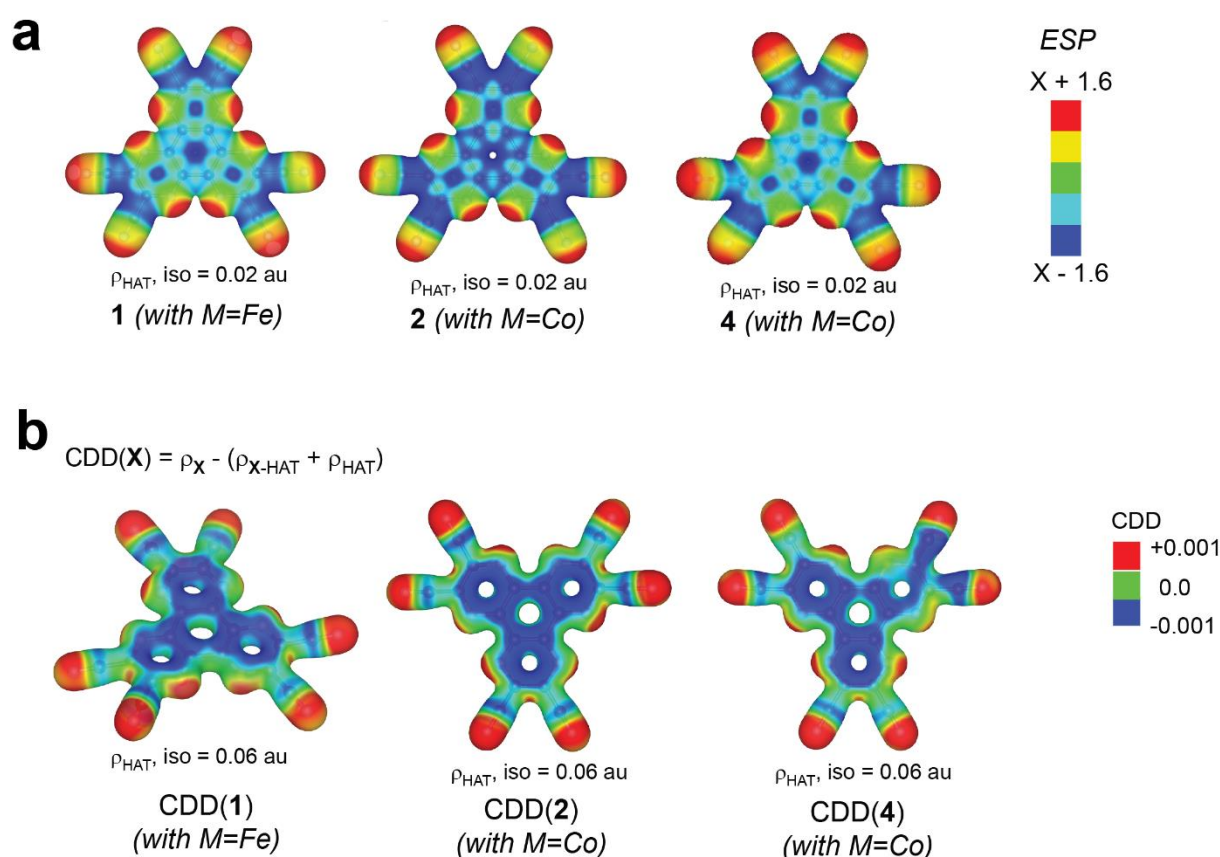 a
ESP
X + 1.6
X - 1.6
ρHAT, iso = 0.02 au
1 (with M=Fe)
ρHAT, iso = 0.02 au
2 (with M=Co)
ρHAT, iso = 0.02 au
4 (with M=Co)
b
CDD(X) = ρX - (ρX-HAT + ρHAT)
CDD
+0.001
0.0
-0.001
ρHAT, iso = 0.06 au
CDD(1)
(with M=Fe)
ρHAT, iso = 0.06 au
CDD(2)
(with M=Co)
ρHAT, iso = 0.06 au
CDD(4)
(with M=Co)